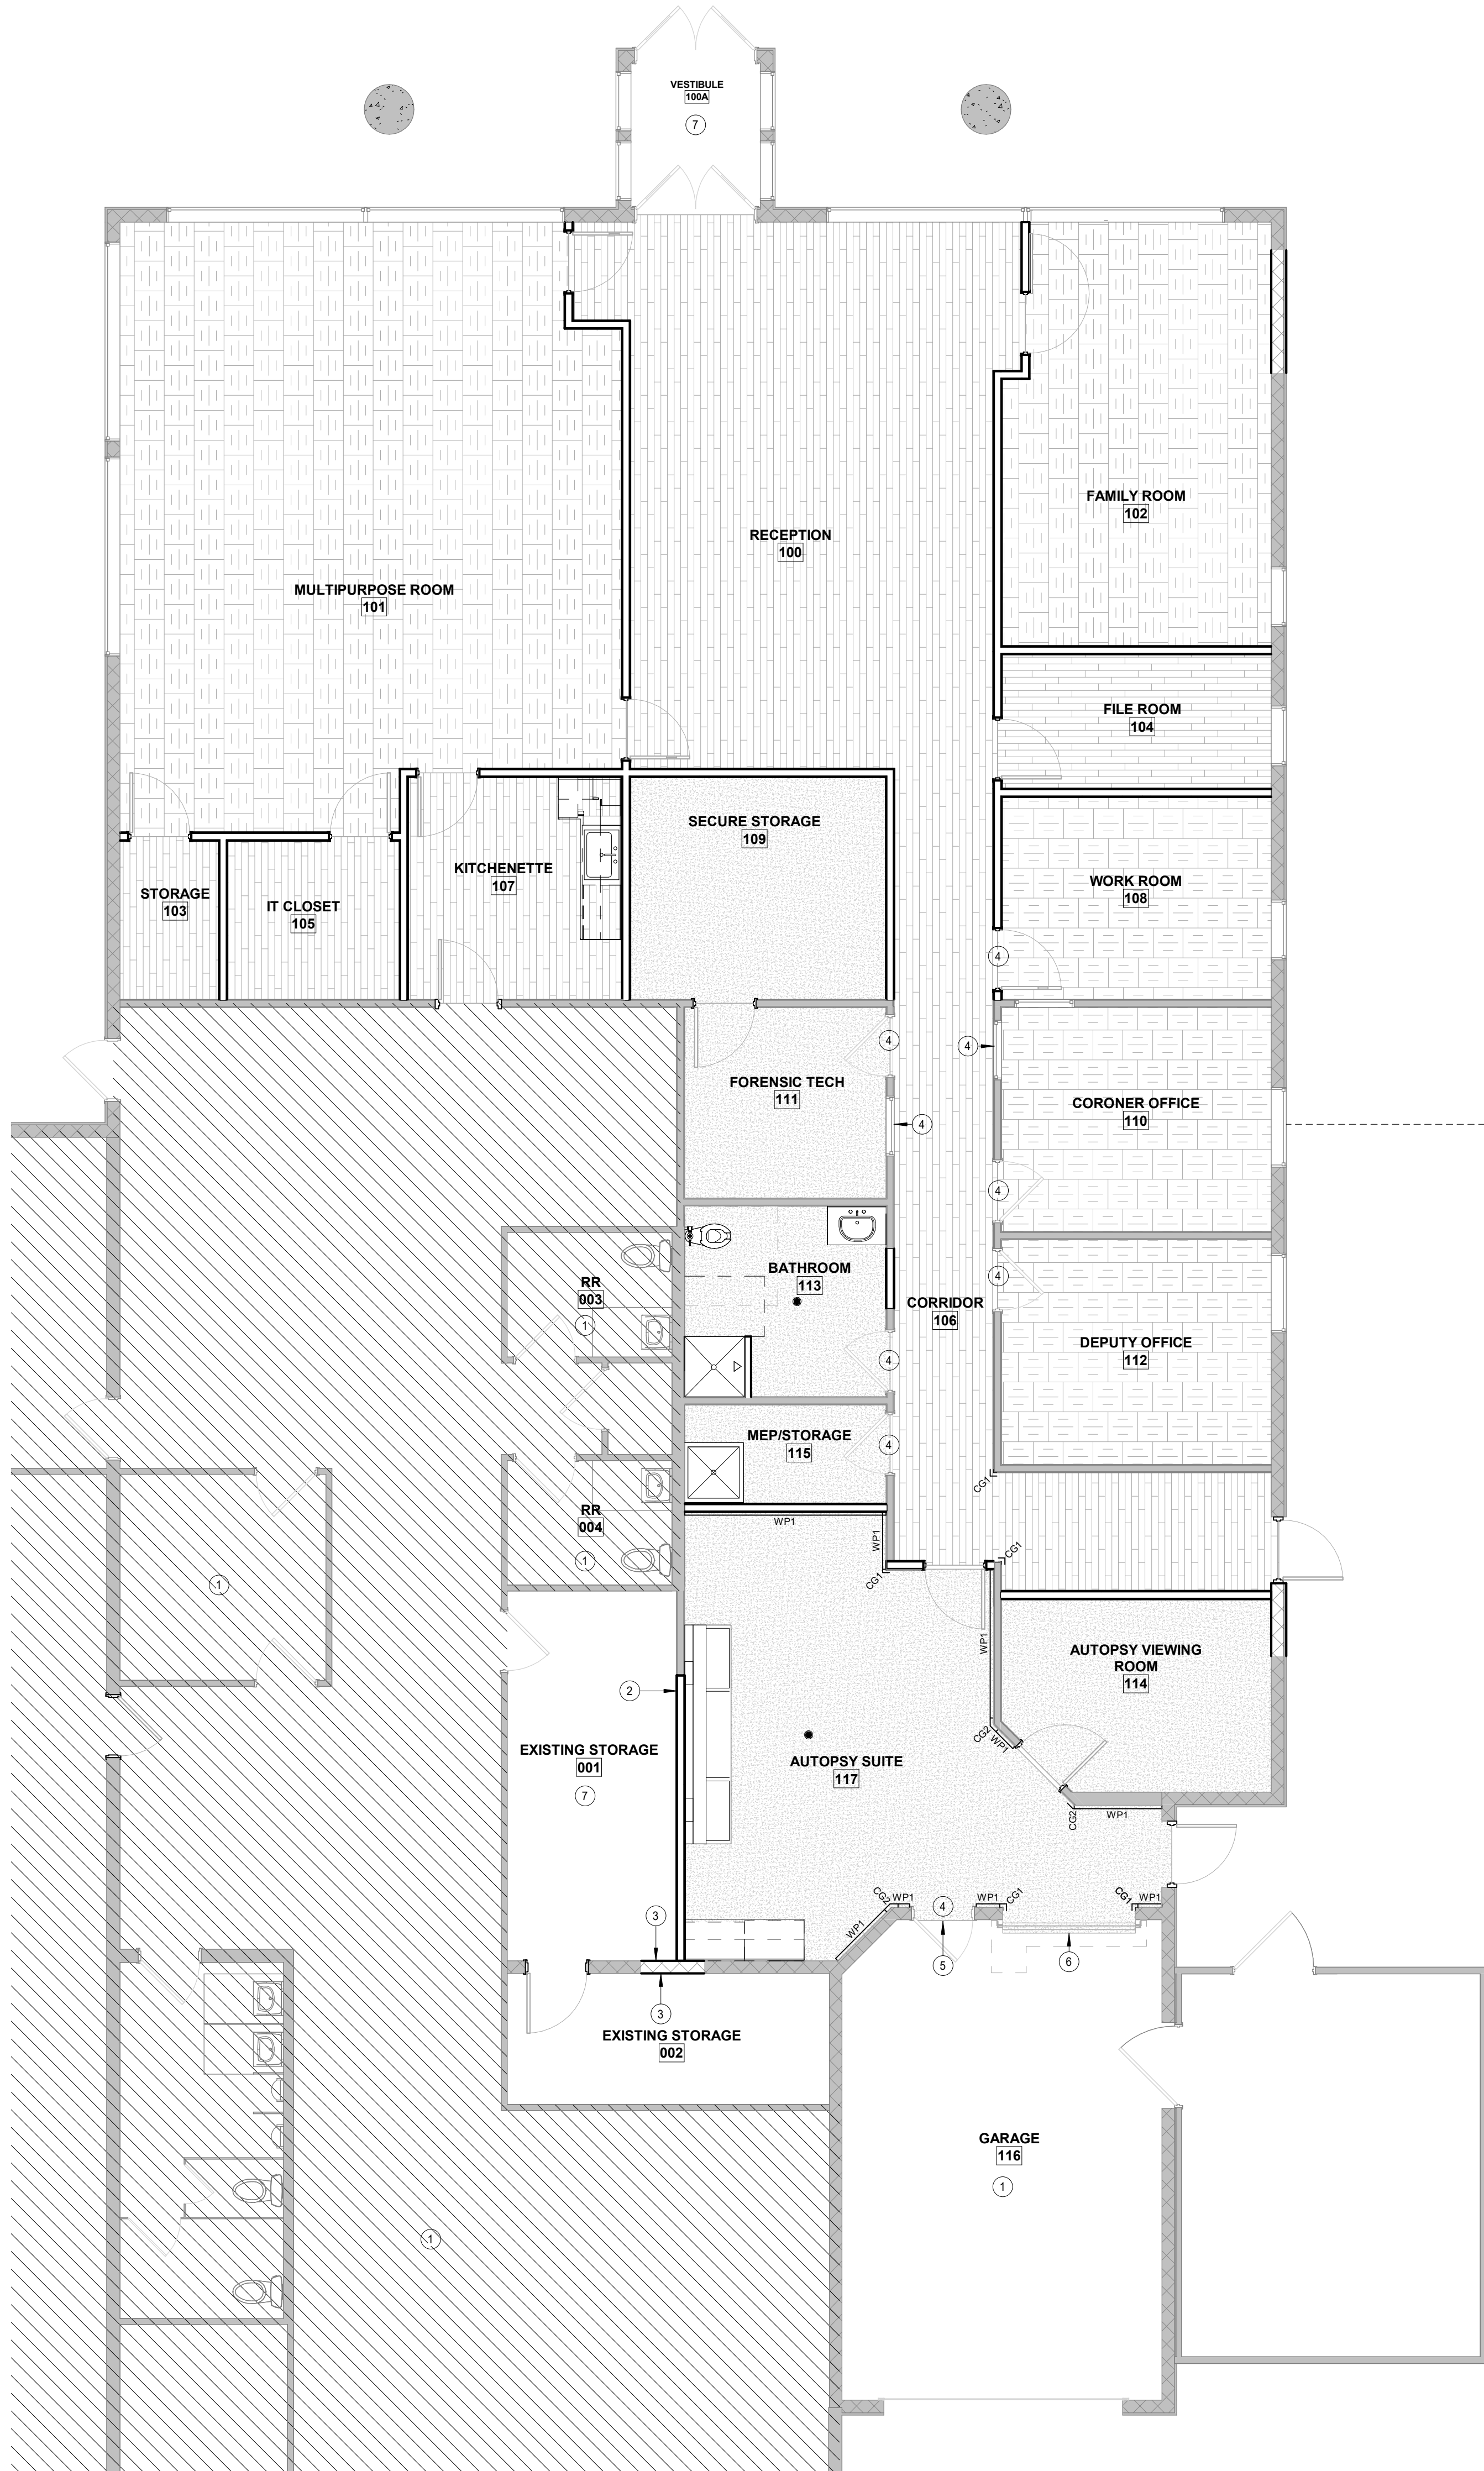 VESTIBULE
100A
7
FAMILY ROOM
102
RECEPTION
100
MULTIPURPOSE ROOM
101
FILE ROOM
104
SECURE STORAGE
109
KITCHENETTE
107
WORK ROOM
108
STORAGE
103
IT CLOSET
105
4
4
4
FORENSIC TECH
111
CORONER OFFICE
110
4
4
BATHROOM
113
4
RR
003
1
CORRIDOR
106
DEPUTY OFFICE
112
4
MEP/STORAGE
115
4
CG1
RR
004
WP1
WP1
CG1
CG1
1
1
WP1
AUTOPSY VIEWING
ROOM
114
2
CG2
WP1
EXISTING STORAGE
001
AUTOPSY SUITE
117
7
CG2
WP1
CG2
WP1
WP1
CG1
CG1
WP1
4
3
WP1
5
6
3
EXISTING STORAGE
002
GARAGE
116
1
1